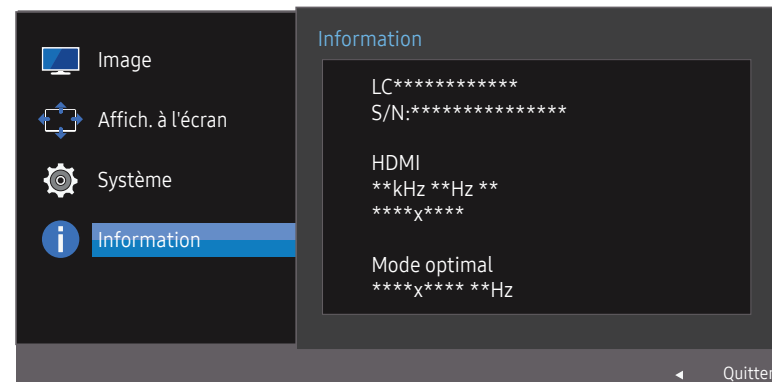 Image
Affich. à l'écran
Système
Information
Information
LC************
S/N:***************
HDMI
**kHz **Hz **
****x****
Mode optimal
****x**** **Hz
Quitter